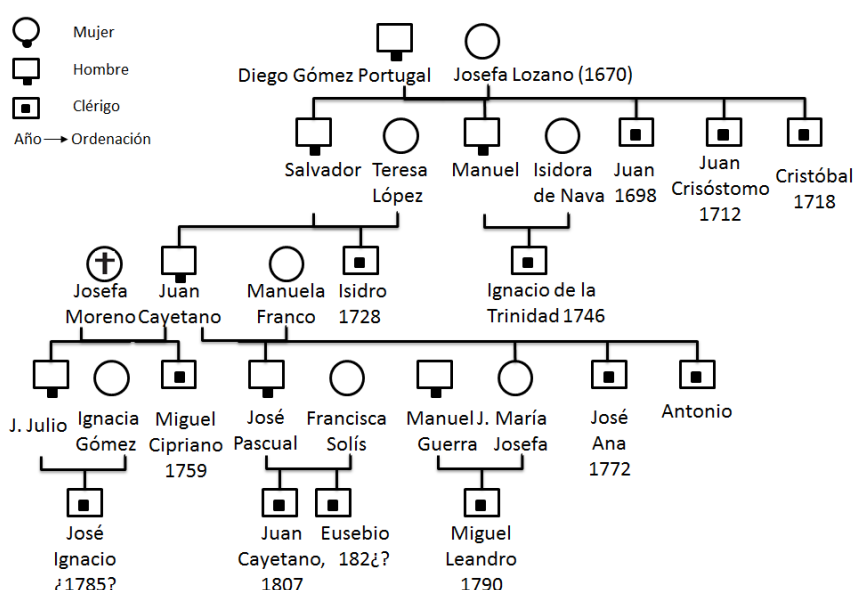 Mujer
Hombre
Clérigo
Año → Ordenación
Diego Gómez Portugal
Josefa Lozano (1670)
Salvador
Teresa
López
Manuel
Isidora
de Nava
Juan
1698
Juan
Crisóstomo
1712
Cristóbal
1718
Josefa
Moreno
Juan
Cayetano
Manuela
Franco
Isidro
1728
Ignacio de la
Trinidad 1746
J. Julio
Ignacia
Gómez
Miguel
Cipriano
1759
José
Pascual
Francisca
Solís
Manuel
Guerra
J. María
Josefa
José
Ana
1772
Antonio
José
Ignacio
¿1785?
Juan
Cayetano,
1807
Eusebio
182¿?
Miguel
Leandro
1790